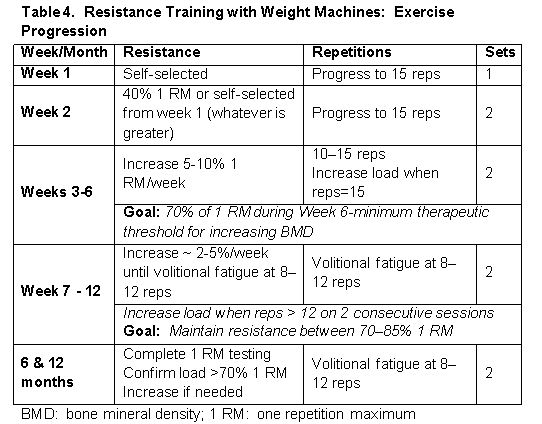 Table 4. Resistance Training with Weight Machines: Exercise
Progression
Week/Month Resistance Repetitions Sets
Week 1 Self-selected Progress to 15 reps 1
Week 2 40% 1 RM or self-selected
from week 1 (whatever is
greater) Progress to 15 reps 2
Weeks 3-6 Increase 5-10% 1
RM/week 10–15 reps
Increase load when
reps=15 2
Goal: 70% of 1 RM during Week 6-minimum therapeutic
threshold for increasing BMD
Week 7 - 12 Increase ~ 2-5%/week
until volitional fatigue at 8–
12 reps Volitional fatigue at 8–
12 reps 2
Increase load when reps > 12 on 2 consecutive sessions
Goal: Maintain resistance between 70–85% 1 RM
6 & 12
months Complete 1 RM testing
Confirm load >70% 1 RM
Increase if needed Volitional fatigue at 8–
12 reps 2
BMD: bone mineral density; 1 RM: one repetition maximum